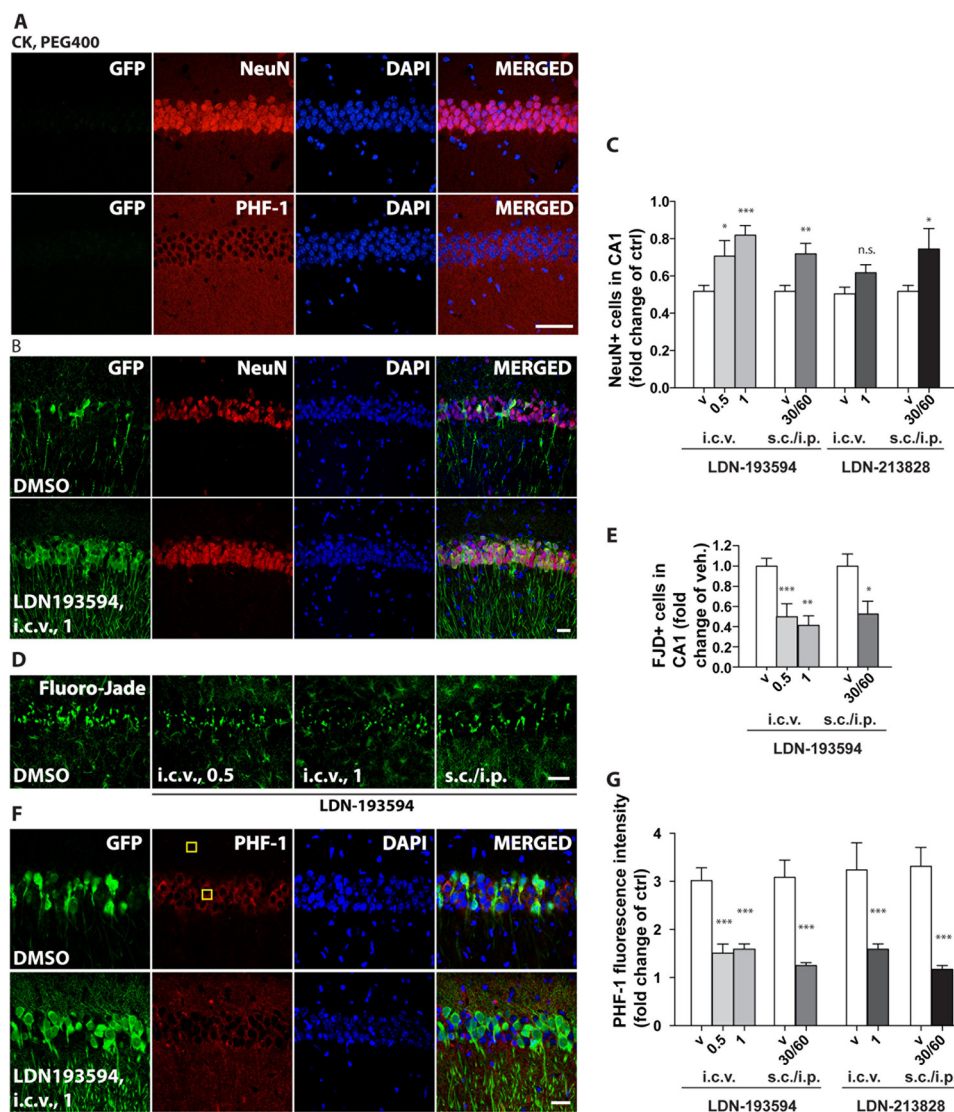 A
CK, PEG400
GFP NeuN DAPI MERGED
GFP PHF-1 DAPI MERGED
B
GFP NeuN DAPI MERGED
DMSO
LDN193594,
i.c.v., 1
D
Fluoro-Jade
DMSO i.c.v., 0.5 i.c.v., 1 s.c./i.p.
LDN-193594
F
GFP PHF-1 DAPI MERGED
DMSO
LDN193594,
i.c.v., 1
C
NeuN+ cells in CA1
(fold change of ctrl)
1.0
0.8
0.6
0.4
0.2
0.0
* *** ** n.s. *
v 0.5 1 v 30/60 v 1 v 30/60
i.c.v. s.c./i.p. i.c.v. s.c./i.p.
LDN-193594 LDN-213828
E
FJD+ cells in
CA1 (fold
change of veh.)
1.2
1.0
0.8
0.6
0.4
0.2
0.0
*** ** *
v 0.5 1 v 30/60
i.c.v. s.c./i.p.
LDN-193594
G
PHF-1 fluorescence intensity
(fold change of ctrl)
4
3
2
1
0
*** *** *** *** ***
v 0.5 1 v 30/60 v 1 v 30/60
i.c.v. s.c./i.p. i.c.v. s.c./i.p.
LDN-193594 LDN-213828